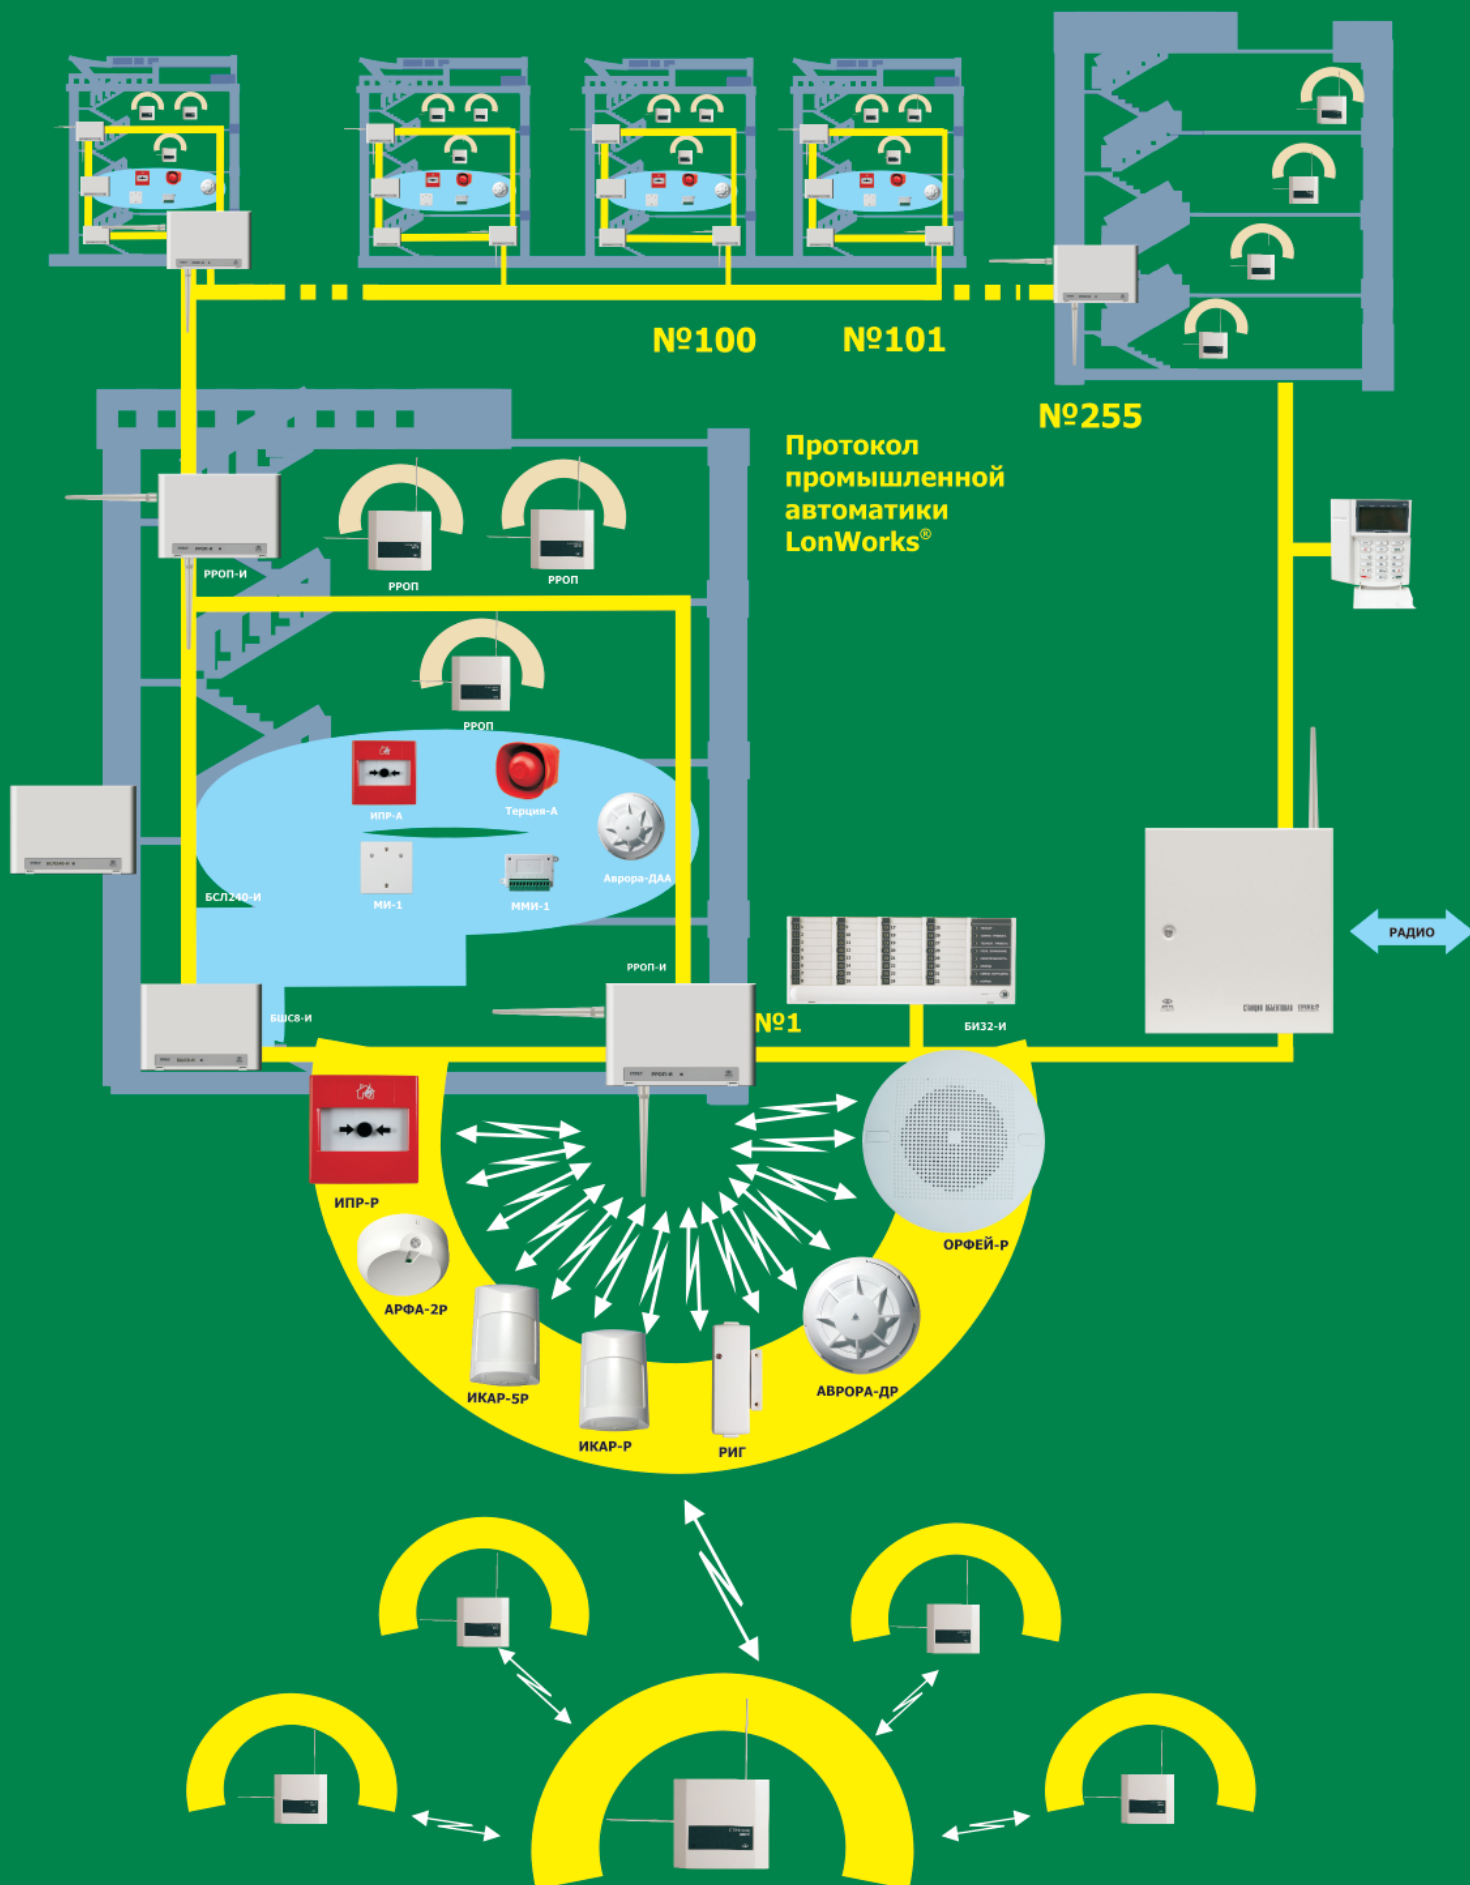 №100
№101
№255
Протокол
промышленной
автоматики
LonWorks®
РРОП-И
РРОП
РРОП
РРОП
ИПР-А
Терция-А
Аврора-ДАА
БСЛ240-И
МИ-1
ММИ-1
РАДИО
РРОП-И
БШС8-И
№1
БИ32-И
ИПР-Р
ОРФЕЙ-Р
АРФА-2Р
ИКАР-5Р
АВРОРА-ДР
ИКАР-Р
РИГ